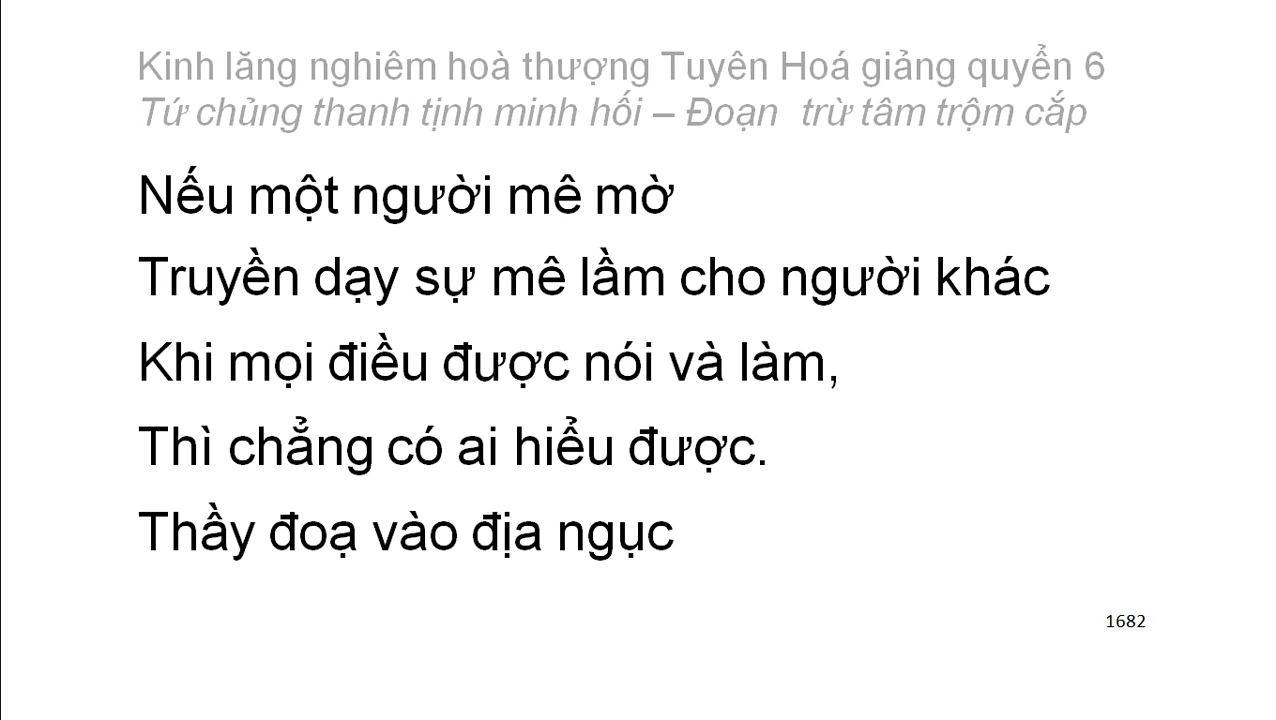 Kinh lăng nghiêm hoà thượng Tuyên Hoá giảng quyển 6
Tứ chủng thanh tịnh minh hối – Đoạn  trừ tâm trộm cắp
Nếu một người mê mờ
Truyền dạy sự mê lầm cho người khác
Khi mọi điều được nói và làm,
Thì chẳng có ai hiểu được.
Thầy đoạ vào địa ngục
1682